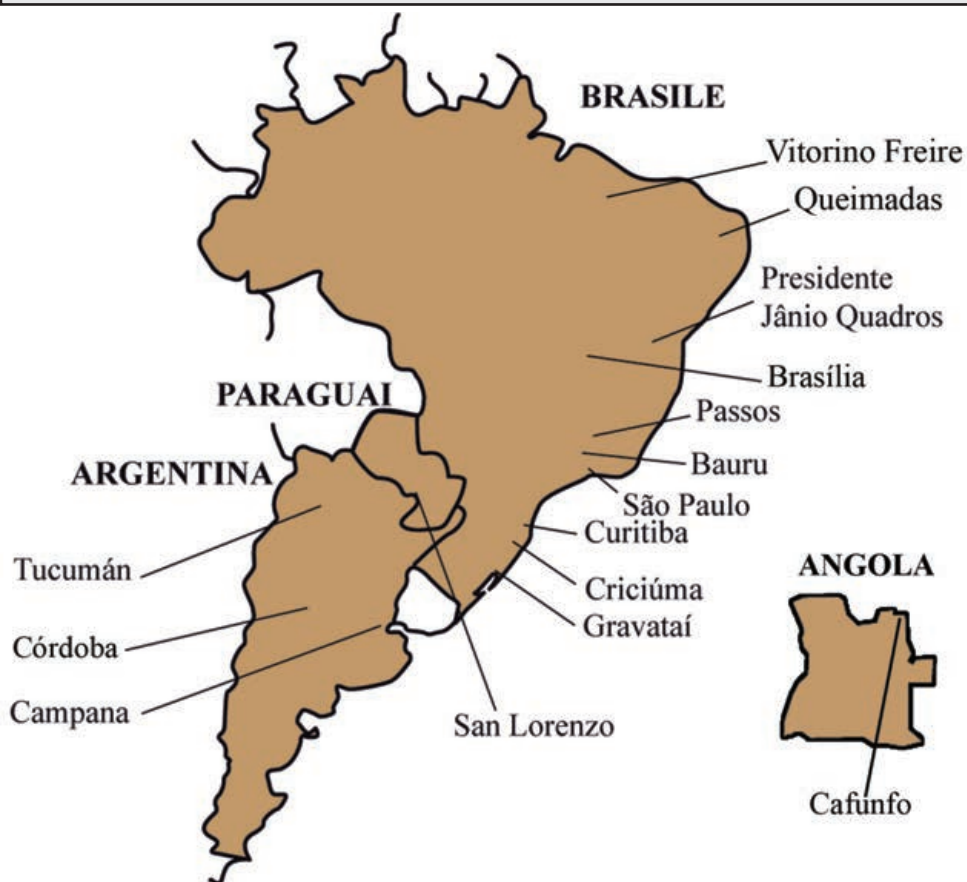 BRASILE
Vitorino Freire
Queimadas
Presidente
Jânio Quadros
Brasília
PARAGUAI
Passos
ARGENTINA
Bauru
São Paulo
Curitiba
Tucumán
ANGOLA
Criciúma
Gravataí
Córdoba
Campana
San Lorenzo
Cafunfo